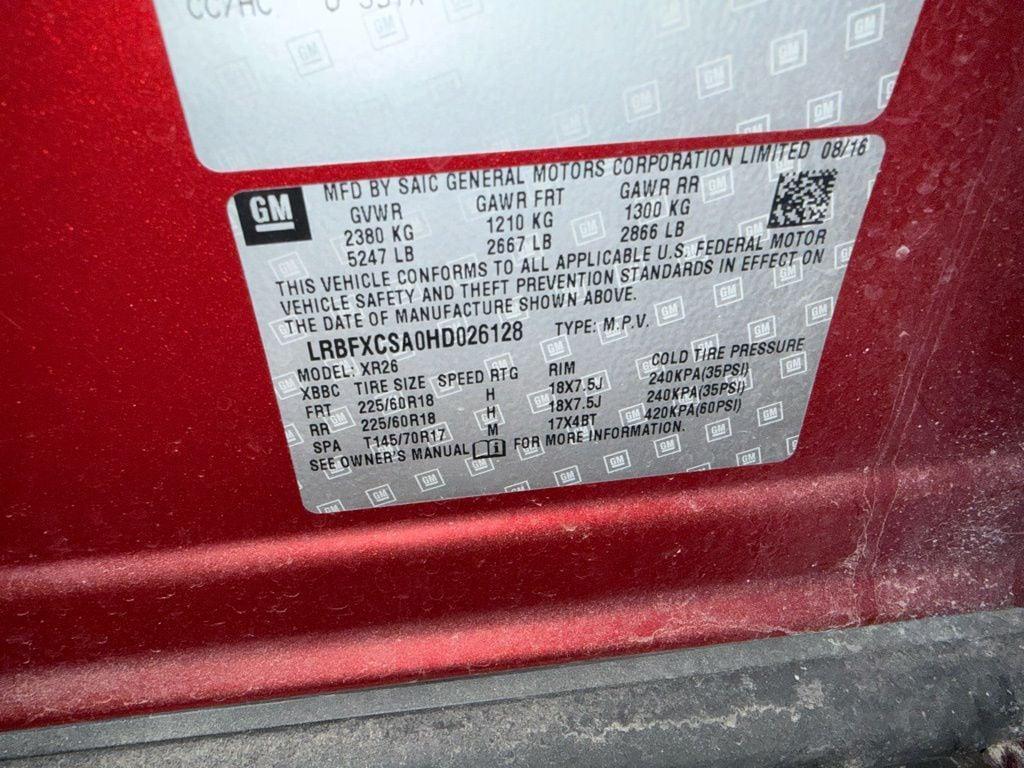 CC/HC
GM
MFD BY SAIC GENERAL MOTORS CORPORATION LIMITED 08/16
GVWR GAWR FRT GAWR RR
2380 KG 1210 KG 1300 KG
5247 LB 2667 LB 2866 LB
THIS VEHICLE CONFORMS TO ALL APPLICABLE U.S. FEDERAL MOTOR
VEHICLE SAFETY AND THEFT PREVENTION STANDARDS IN EFFECT ON
THE DATE OF MANUFACTURE SHOWN ABOVE.
LRBFXCSA0HD026128 TYPE: M.P.V.
MODEL: XR26
XBBC TIRE SIZE SPEED RTG RIM COLD TIRE PRESSURE
FRT 225/60R18 H 18X7.5J 240KPA(35PSI)
RR 225/60R18 H 18X7.5J 240KPA(35PSI)
SPA T145/70R17 M 17X4BT 420KPA(60PSI)
SEE OWNER'S MANUAL FOR MORE INFORMATION.